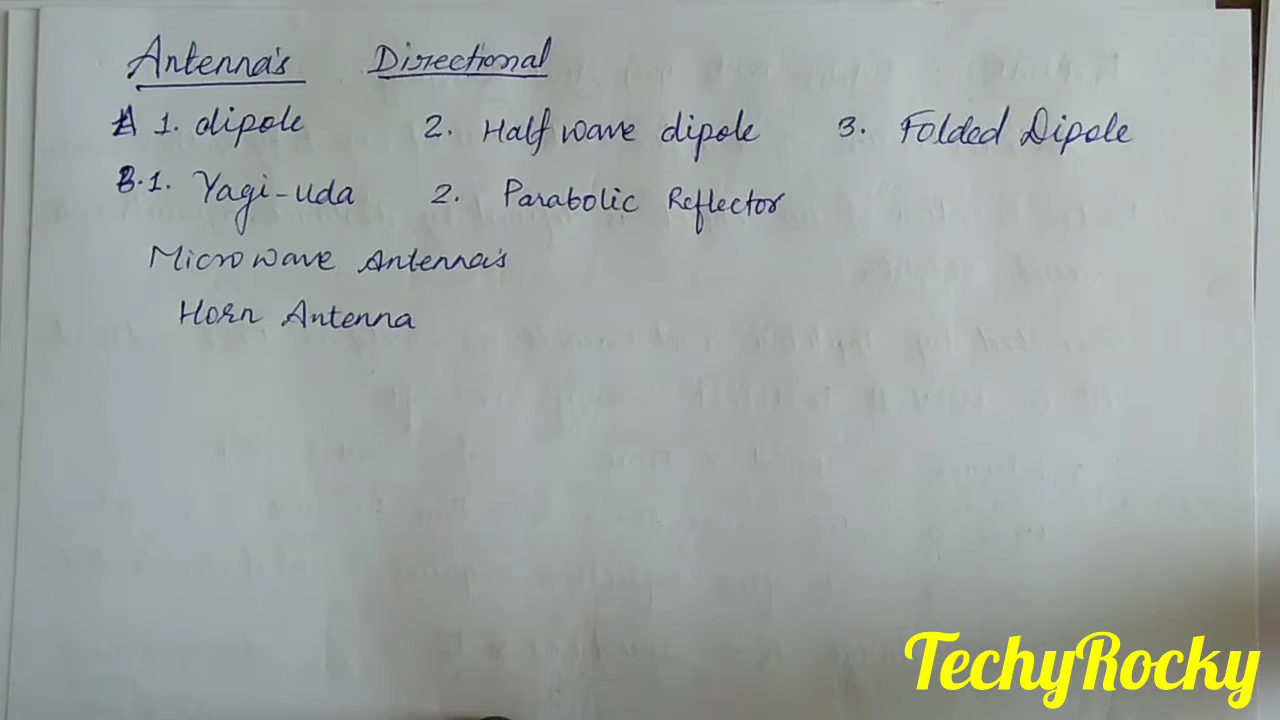 Antenna's Directional
A 1. dipole 2. Half wave dipole 3. Folded Dipole
B.1. Yagi-Uda 2. Parabolic Reflector
Microwave Antenna's
Horn Antenna
TechyRocky